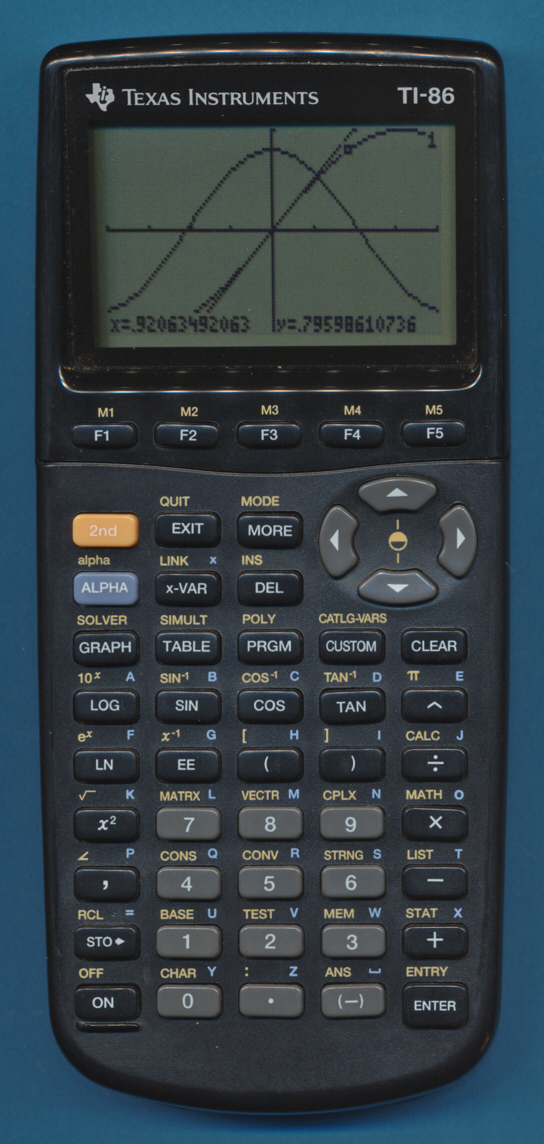 TEXAS INSTRUMENTS TI-86
1
x=.92063492063 y=.79598610736
M1 M2 M3 M4 M5
F1 F2 F3 F4 F5
QUIT MODE
2nd EXIT MORE
alpha LINK x INS
ALPHA x-VAR DEL
SOLVER SIMULT POLY CATLG-VARS
GRAPH TABLE PRGM CUSTOM CLEAR
10ˣ A SIN⁻¹ B COS⁻¹ C TAN⁻¹ D π E
LOG SIN COS TAN ^
eˣ F x⁻¹ G [ H ] I CALC J
LN EE ( ) ÷
√‾ K MATRX L VECTR M CPLX N MATH O
x² 7 8 9 ×
∠ P CONS Q CONV R STRNG S LIST T
, 4 5 6 −
RCL = BASE U TEST V MEM W STAT X
STO► 1 2 3 +
OFF CHAR Y : Z ANS ⎵ ENTRY
ON 0 . (−) ENTER